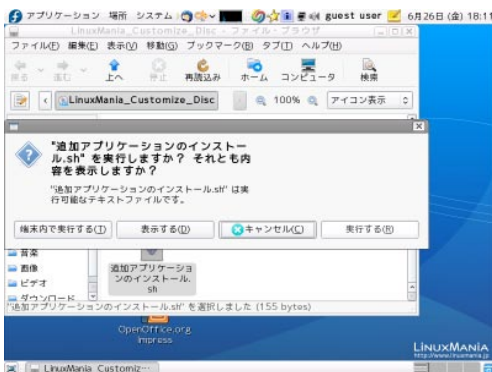 アプリケーション 場所 システム guest user 6月26日 (金) 18:11
LinuxMania_Customize_Disc - ファイル・ブラウザ
ファイル(F) 編集(E) 表示(V) 移動(G) ブックマーク(B) タブ(T) ヘルプ(H)
戻る 進む 上へ 停止 再読込み ホーム コンピュータ 検索
LinuxMania_Customize_Disc 100% アイコン表示
"追加アプリケーションのインストー
ル.sh" を実行しますか? それとも内
容を表示しますか?
"追加アプリケーションのインストール.sh" は実
行可能なテキストファイルです。
端末内で実行する(T) 表示する(D) キャンセル(C) 実行する(R)
音楽
画像
ビデオ
ダウンロード
追加アプリケーショ
ンのインストール.
sh
"追加アプリケーションのインストール.sh" を選択しました (155 bytes)
OpenOffice.org
Impress
LINUXMANIA
http://www.linuxmania.jp
LinuxMania_Customiz...